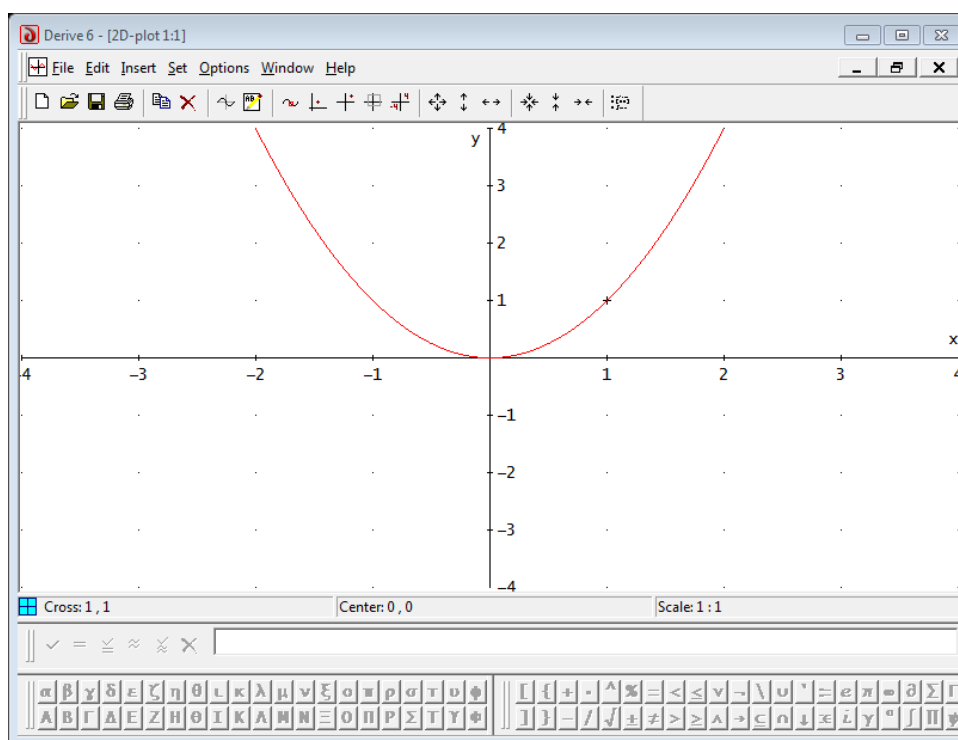 Derive 6 - [2D-plot 1:1]
File Edit Insert Set Options Window Help
y 4
3
2
1
x
-4 -3 -2 -1 1 2 3 4
-1
-2
-3
-4
Cross: 1 , 1 Center: 0 , 0 Scale: 1 : 1
✓ = ≚ ≈ ✕
α β γ δ ε ζ η θ ι κ λ μ ν ξ ο π ρ σ τ υ φ [ { + · ^ % = < ≤ ∨ ¬ \ ∪ ' := e π ∞ ∂ Σ Γ
Α Β Γ Δ Ε Ζ Η Θ Ι Κ Λ Μ Ν Ξ Ο Π Ρ Σ Τ Υ Φ ] } − / √ ± ≠ > ≥ ∧ → ⊆ ∩ ↓ i γ ° ∫ Π ψ